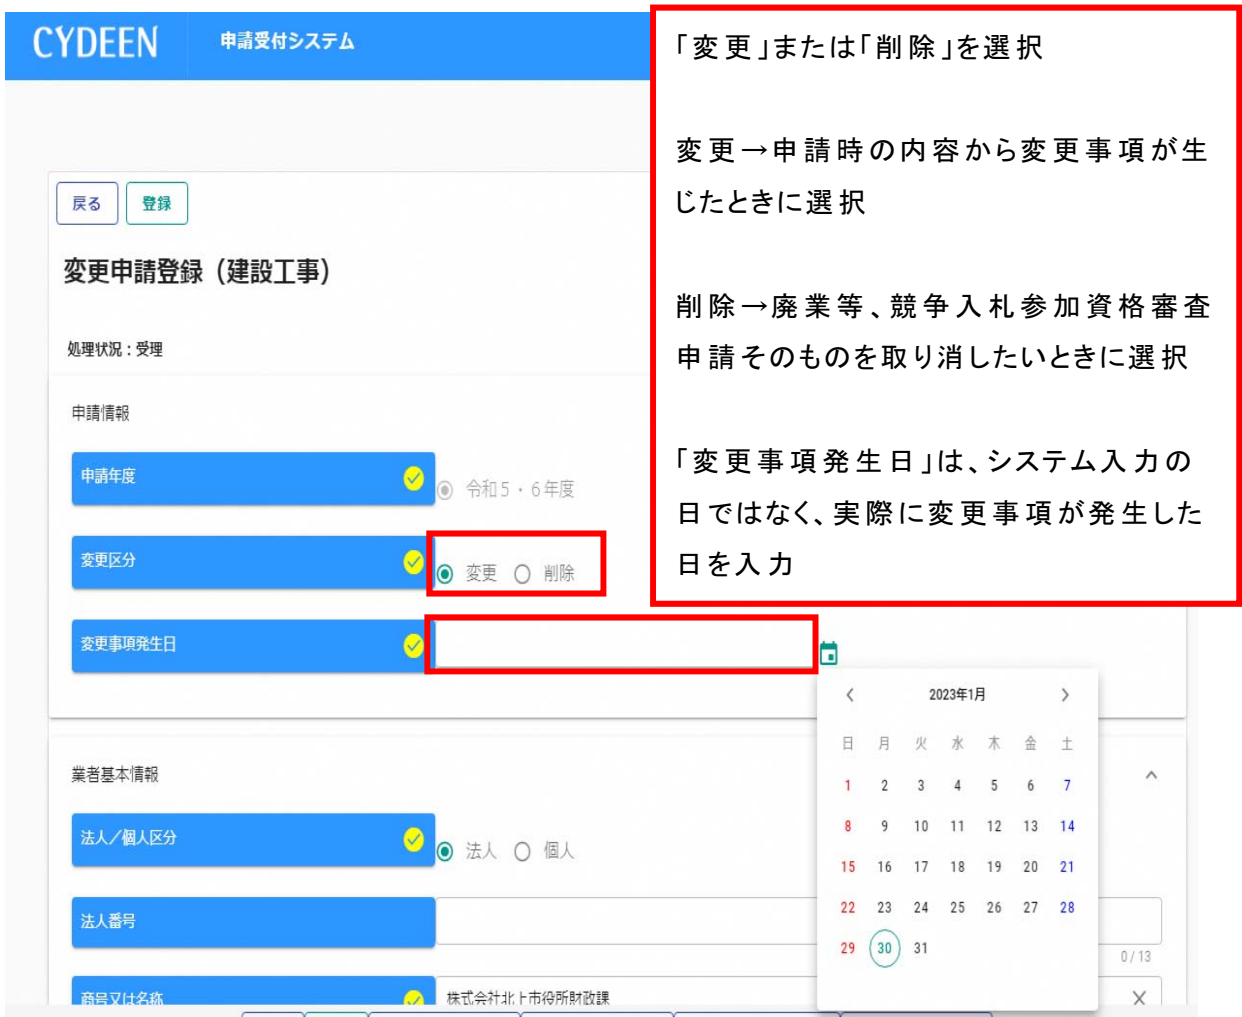 CYDEEN 申請受付システム
「変更」または「削除」を選択
変更→申請時の内容から変更事項が生
じたときに選択
削除→廃業等、競争入札参加資格審査
申請そのものを取り消したいときに選択
「変更事項発生日」は、システム入力の
日ではなく、実際に変更事項が発生した
日を入力
戻る 登録
変更申請登録（建設工事）
処理状況：受理
申請情報
申請年度 令和5・6年度
変更区分 変更 削除
変更事項発生日
2023年1月
日 月 火 水 木 金 土
1 2 3 4 5 6 7
8 9 10 11 12 13 14
15 16 17 18 19 20 21
22 23 24 25 26 27 28
29 30 31
業者基本情報
法人／個人区分 法人 個人
法人番号
0/13
商号又は名称 株式会社北上市役所財政課